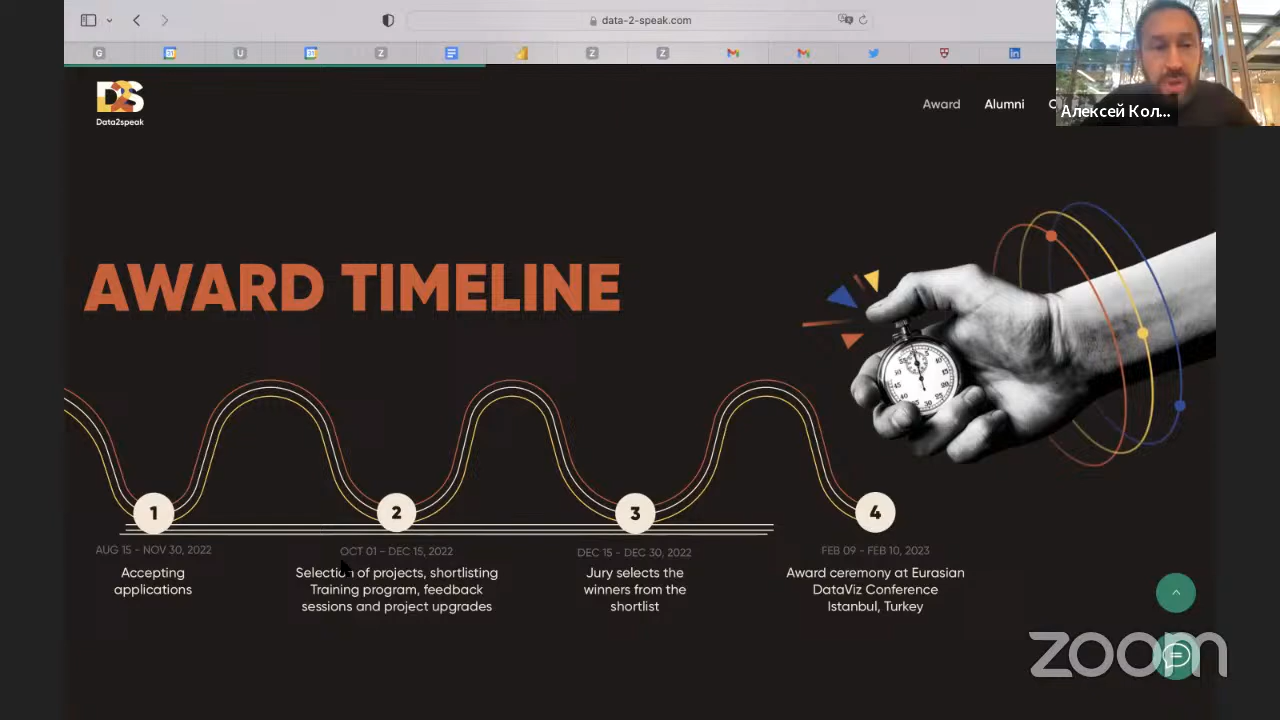 data-2-speak.com
D2S
Data2speak
Award
Alumni
Алексей Кол...
AWARD TIMELINE
1
AUG 15 - NOV 30, 2022
Accepting
applications
2
OCT 01 – DEC 15, 2022
Selection of projects, shortlisting
Training program, feedback
sessions and project upgrades
3
DEC 15 - DEC 30, 2022
Jury selects the
winners from the
shortlist
4
FEB 09 - FEB 10, 2023
Award ceremony at Eurasian
DataViz Conference
Istanbul, Turkey
zoom